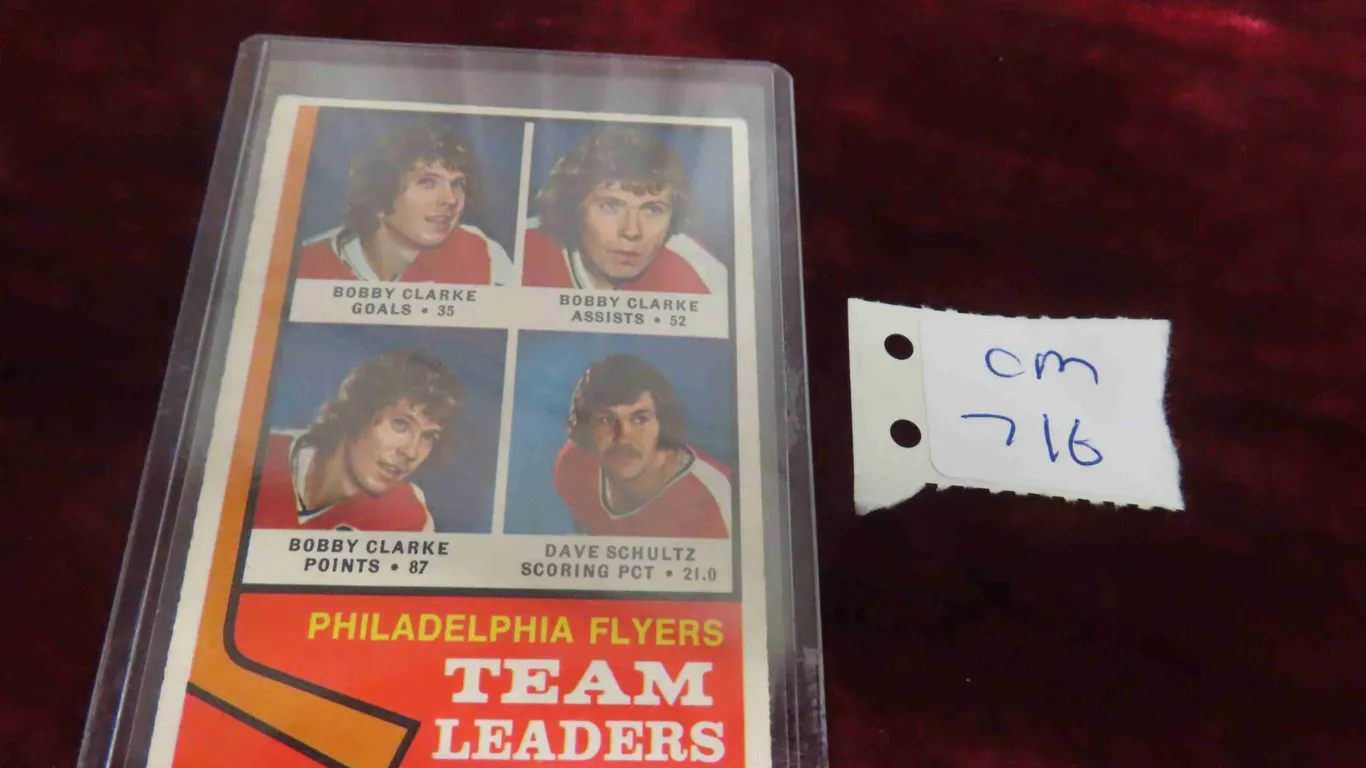 BOBBY CLARKE
GOALS • 35
BOBBY CLARKE
ASSISTS • 52
BOBBY CLARKE
POINTS • 87
DAVE SCHULTZ
SCORING PCT • 21.0
PHILADELPHIA FLYERS
TEAM
LEADERS
CM
716